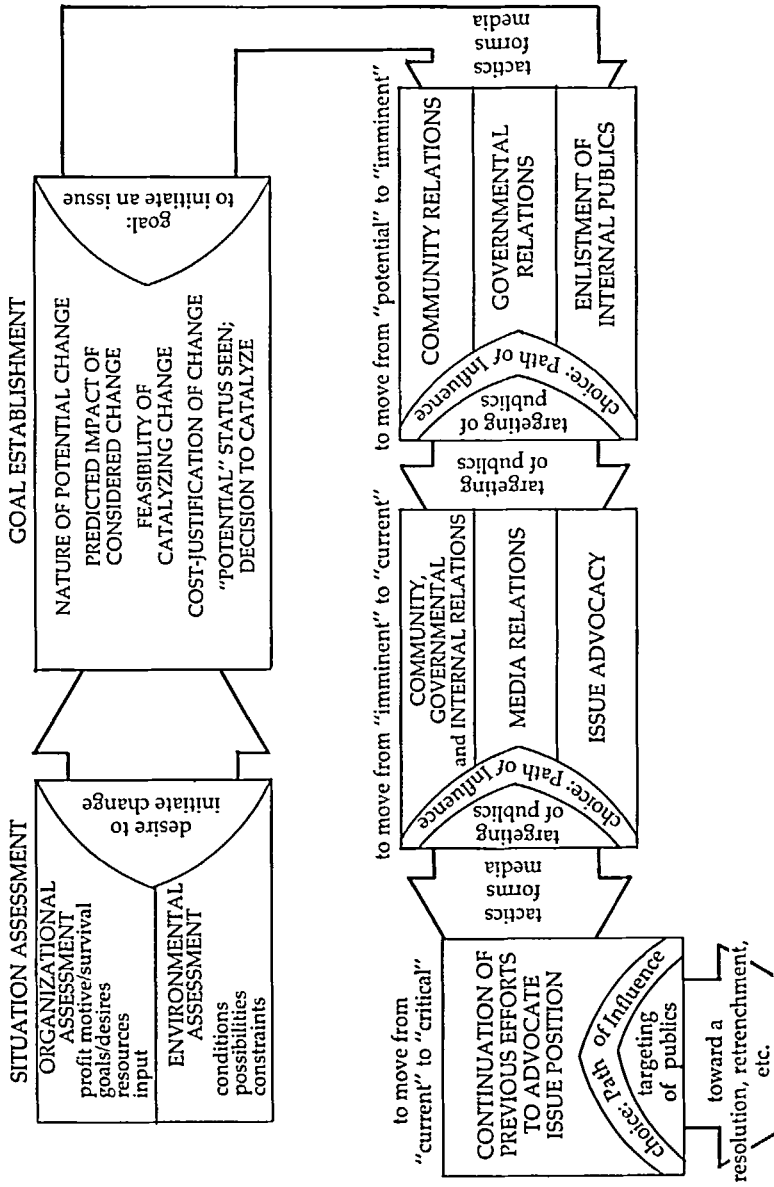 SITUATION ASSESSMENT
ORGANIZATIONAL
ASSESSMENT
profit motive/survival
goals/desires
resources
input
ENVIRONMENTAL
ASSESSMENT
conditions
possibilities
constraints
desire to
initiate change
GOAL ESTABLISHMENT
NATURE OF POTENTIAL CHANGE
PREDICTED IMPACT OF
CONSIDERED CHANGE
FEASIBILITY OF
CATALYZING CHANGE
COST-JUSTIFICATION OF CHANGE
"POTENTIAL" STATUS SEEN;
DECISION TO CATALYZE
goal:
to initiate an issue
tactics
forms
media
to move from "potential" to "imminent"
COMMUNITY RELATIONS
GOVERNMENTAL
RELATIONS
ENLISTMENT OF
INTERNAL PUBLICS
choice: Path of Influence
targeting of
publics
targeting
of publics
to move from "imminent" to "current"
COMMUNITY,
GOVERNMENTAL
and INTERNAL RELATIONS
MEDIA RELATIONS
ISSUE ADVOCACY
choice: Path of Influence
targeting
of publics
tactics
forms
media
to move from
"current" to "critical"
CONTINUATION OF
PREVIOUS EFFORTS
TO ADVOCATE
ISSUE POSITION
choice: Path of Influence
targeting
of publics
toward a
resolution, retrenchment,
etc.